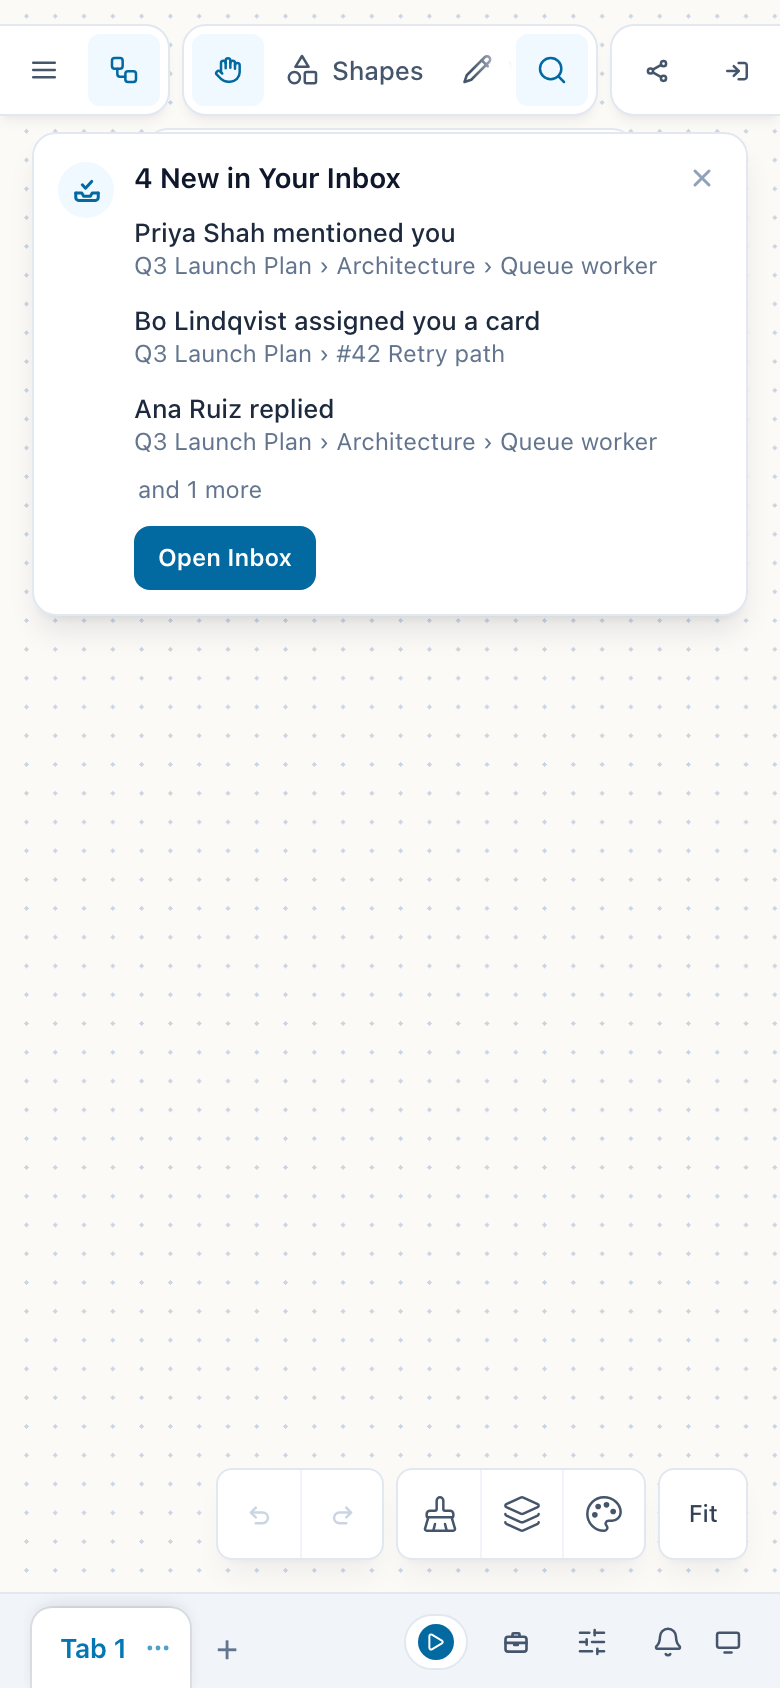 Shapes
4 New in Your Inbox
Priya Shah mentioned you
Q3 Launch Plan › Architecture › Queue worker
Bo Lindqvist assigned you a card
Q3 Launch Plan › #42 Retry path
Ana Ruiz replied
Q3 Launch Plan › Architecture › Queue worker
and 1 more
Open Inbox
Fit
Tab 1